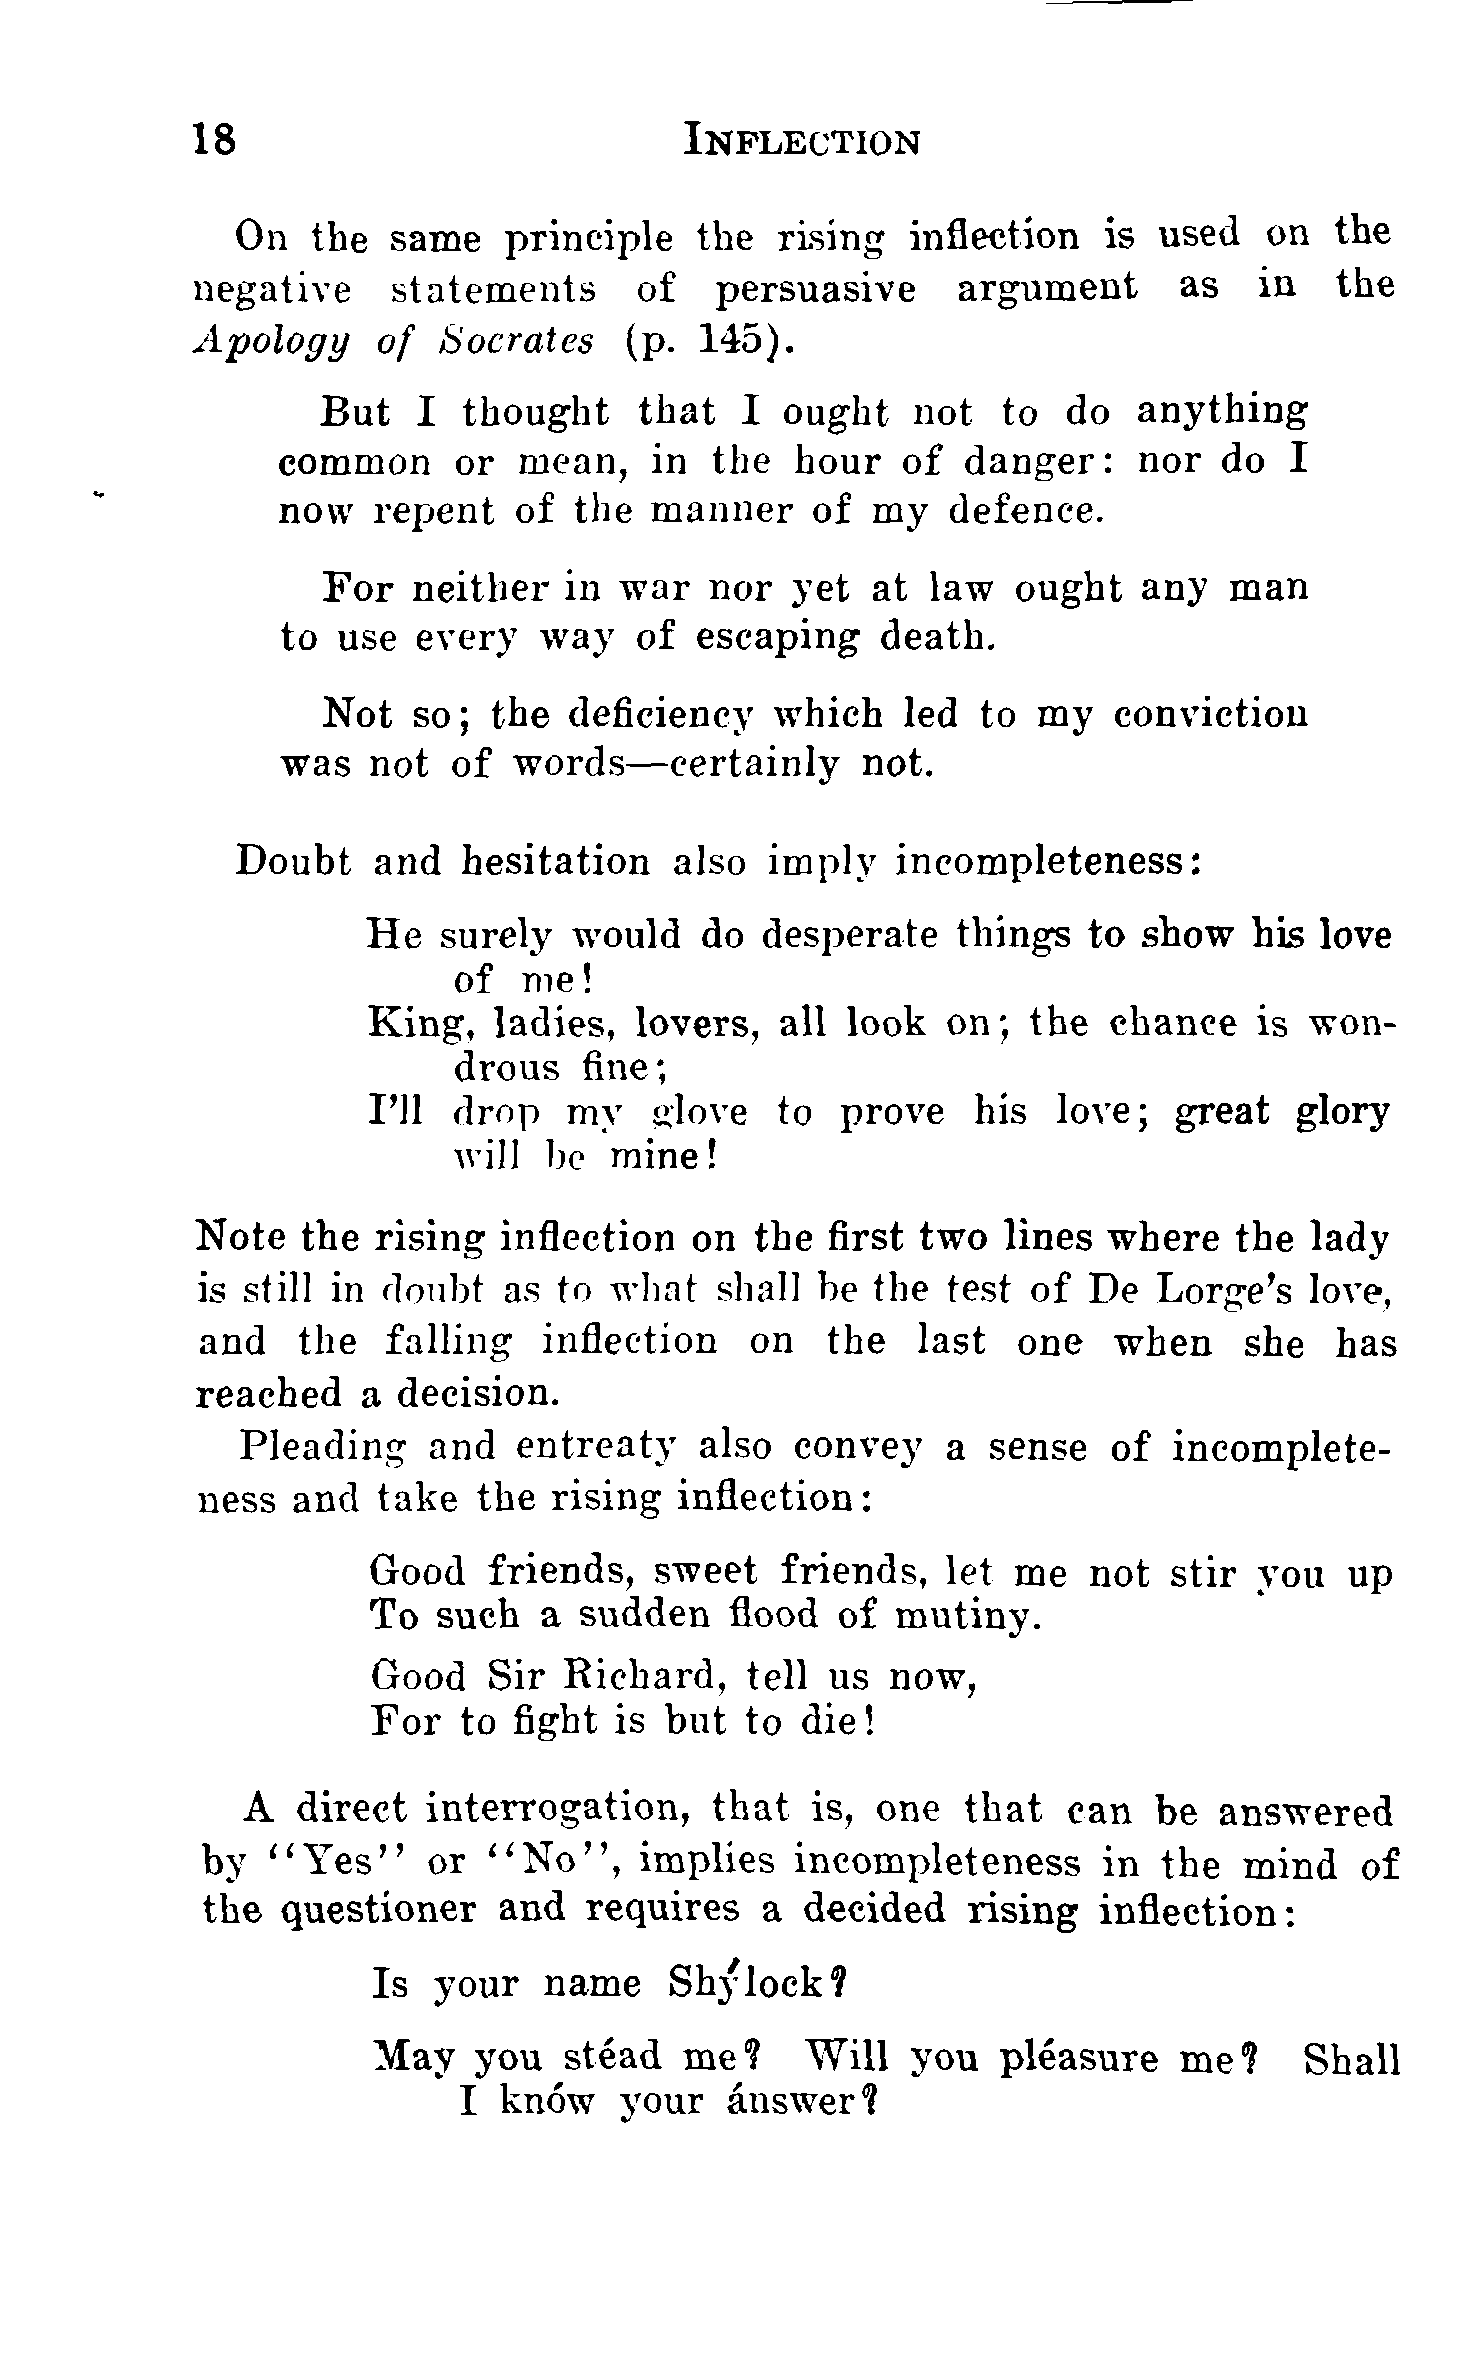 18 INFLECTION
On the same principle the rising inflection is used on the
negative statements of persuasive argument as in the
Apology of Socrates (p. 145).
But I thought that I ought not to do anything
common or mean, in the hour of danger: nor do I
now repent of the manner of my defence.
For neither in war nor yet at law ought any man
to use every way of escaping death.
Not so; the deficiency which led to my conviction
was not of words—certainly not.
Doubt and hesitation also imply incompleteness:
He surely would do desperate things to show his love
of me!
King, ladies, lovers, all look on; the chance is won-
drous fine;
I'll drop my glove to prove his love; great glory
will be mine!
Note the rising inflection on the first two lines where the lady
is still in doubt as to what shall be the test of De Lorge's love,
and the falling inflection on the last one when she has
reached a decision.
Pleading and entreaty also convey a sense of incomplete-
ness and take the rising inflection:
Good friends, sweet friends, let me not stir you up
To such a sudden flood of mutiny.
Good Sir Richard, tell us now,
For to fight is but to die!
A direct interrogation, that is, one that can be answered
by "Yes" or "No", implies incompleteness in the mind of
the questioner and requires a decided rising inflection:
Is your name Shýlock?
May you stéad me? Will you pléasure me? Shall
I knów your ánswer?